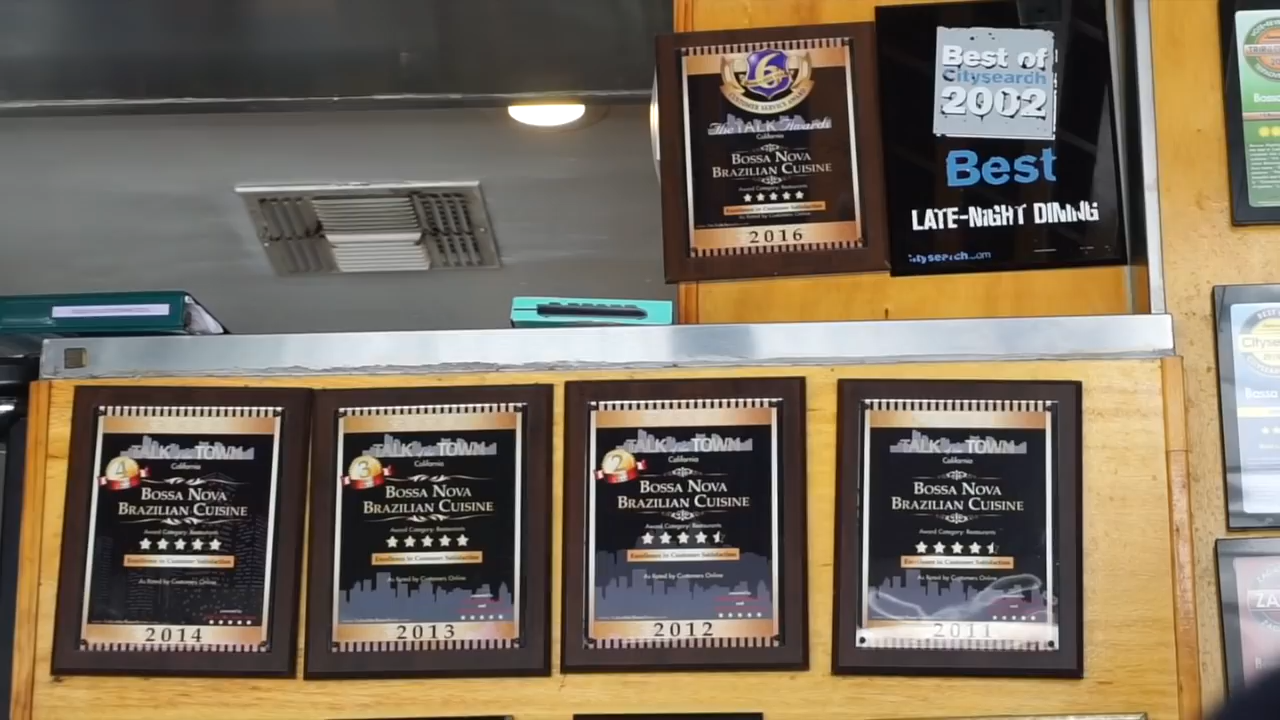 6
CUSTOMER SERVICE AWARD
The TALK Awards
California
BOSSA NOVA
BRAZILIAN CUISINE
Award Category: Restaurants
Excellence in Customer Satisfaction
As Rated by Customers Online
2016
Best of
Citysearch
2002
Best
LATE-NIGHT DINING
citysearch.com
TALK OF THE TOWN
California
4
BOSSA NOVA
BRAZILIAN CUISINE
Award Category: Restaurants
Excellence in Customer Satisfaction
As Rated by Customers Online
2014
TALK OF THE TOWN
California
3
BOSSA NOVA
BRAZILIAN CUISINE
Award Category: Restaurants
Excellence in Customer Satisfaction
As Rated by Customers Online
2013
TALK OF THE TOWN
California
2
BOSSA NOVA
BRAZILIAN CUISINE
Award Category: Restaurants
Excellence in Customer Satisfaction
As Rated by Customers Online
2012
TALK OF THE TOWN
California
BOSSA NOVA
BRAZILIAN CUISINE
Award Category: Restaurants
Excellence in Customer Satisfaction
As Rated by Customers Online
2011